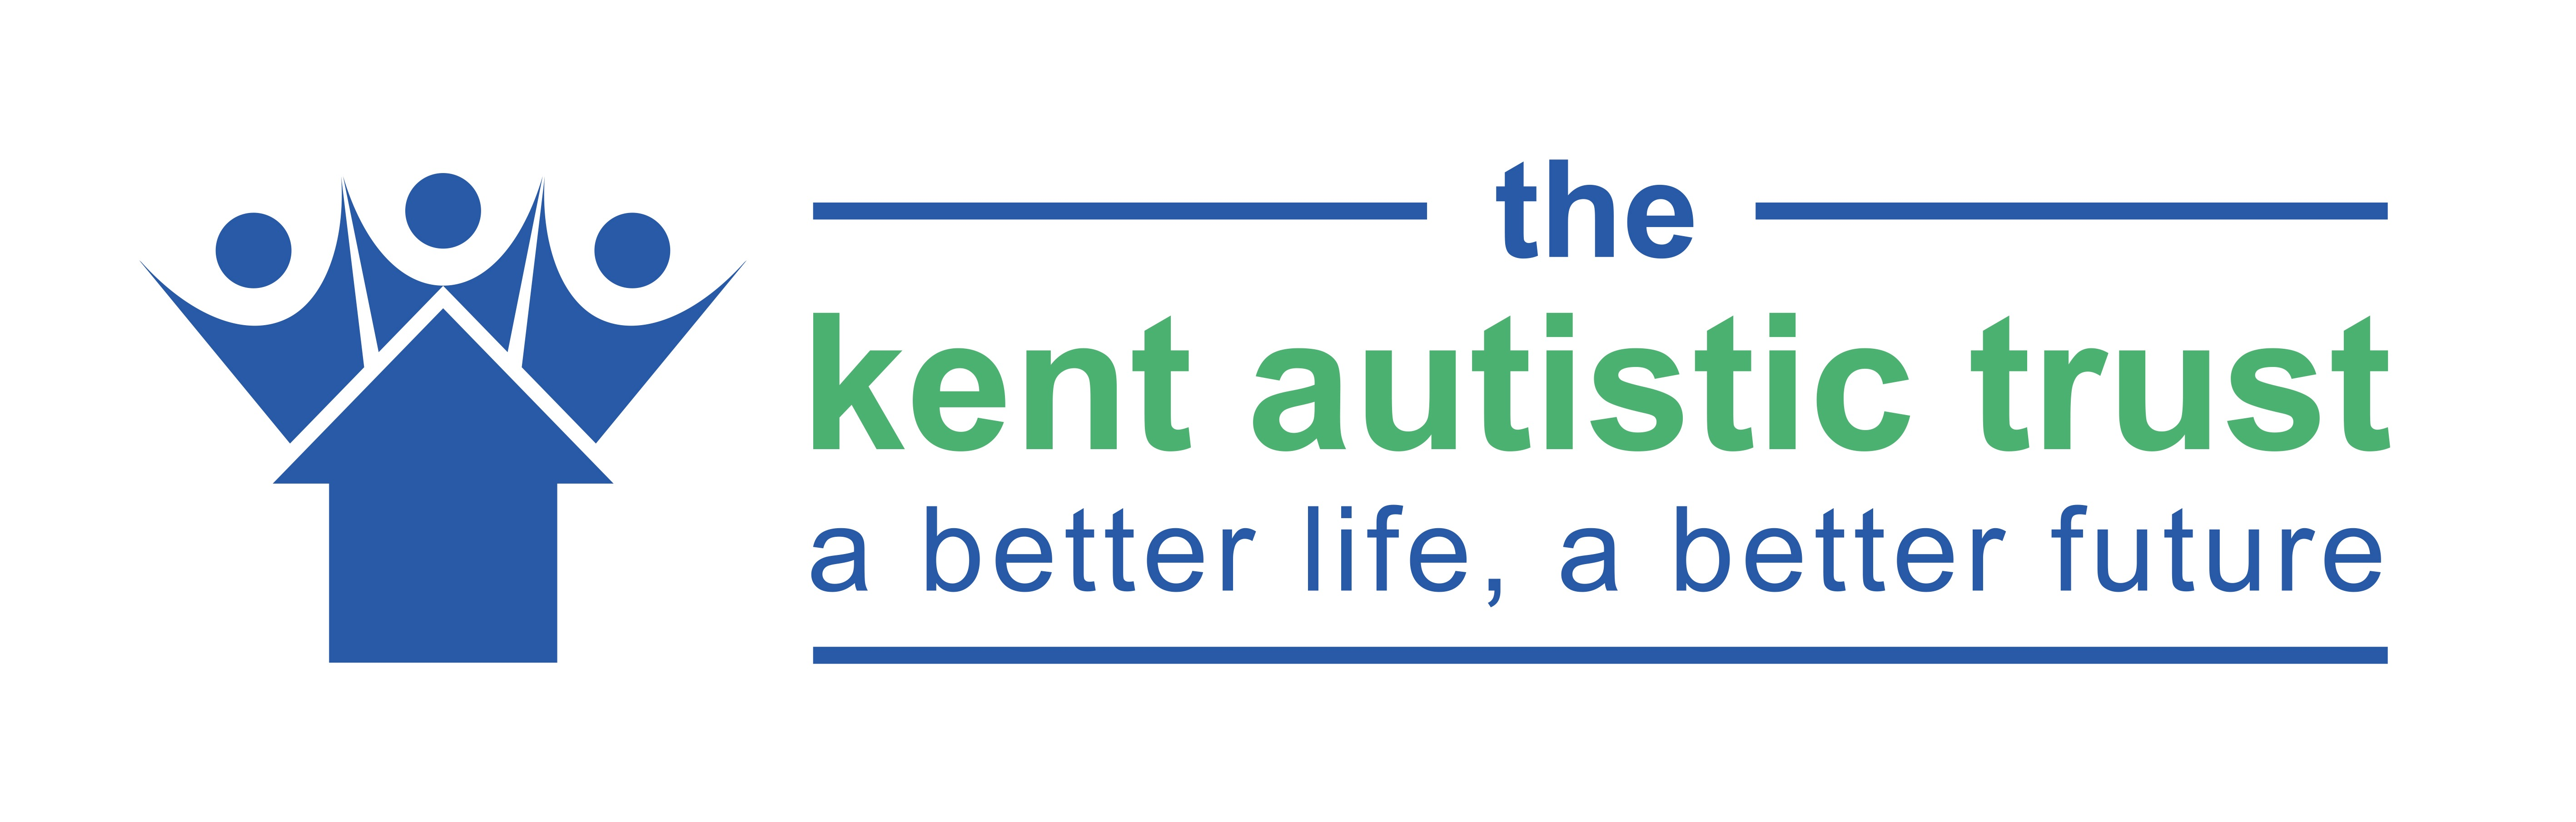 the
kent autistic trust
a better life, a better future